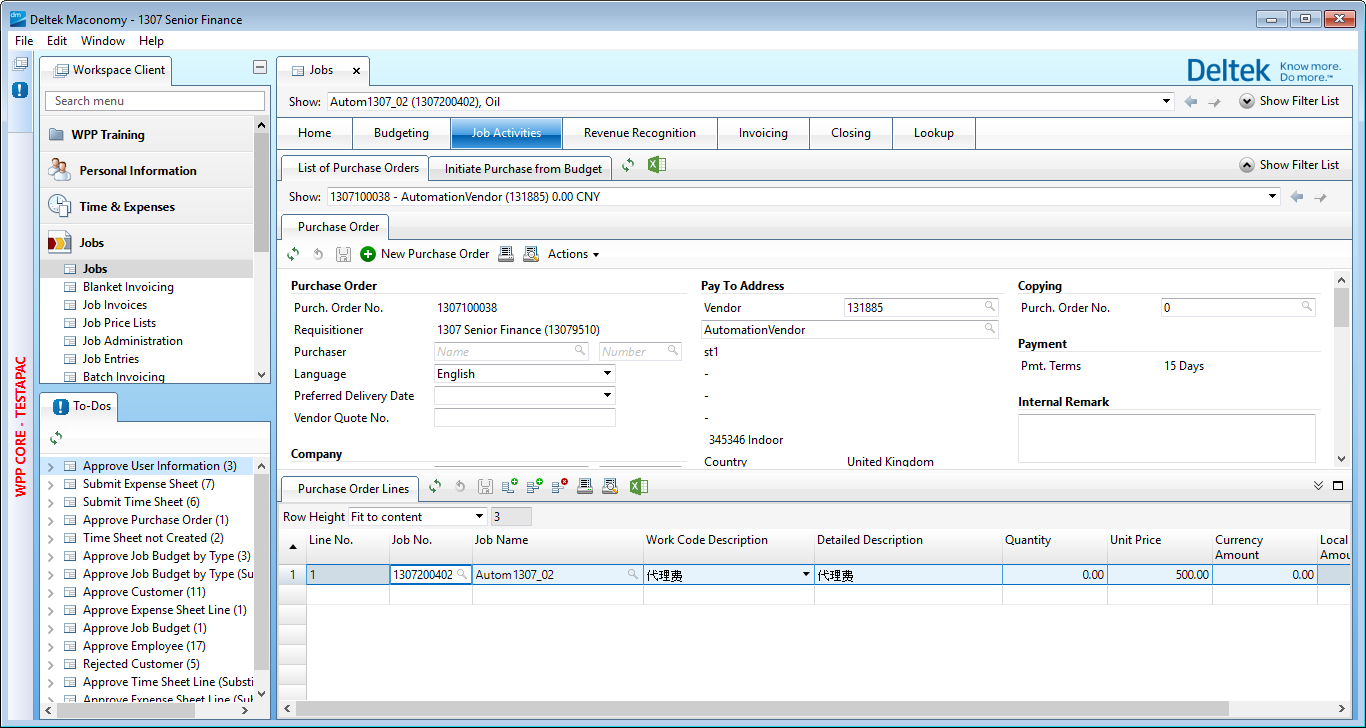 Deltek Maconomy - 1307 Senior Finance
File Edit Window Help
Workspace Client
Search menu
WPP Training
Personal Information
Time & Expenses
Jobs
Jobs
Blanket Invoicing
Job Invoices
Job Price Lists
Job Administration
Job Entries
Batch Invoicing
WPP CORE - TESTAPAC
To-Dos
Approve User Information (3)
Submit Expense Sheet (7)
Submit Time Sheet (6)
Approve Purchase Order (1)
Time Sheet not Created (2)
Approve Job Budget by Type (3)
Approve Job Budget by Type (Su
Approve Customer (11)
Approve Expense Sheet Line (1)
Approve Job Budget (1)
Approve Employee (17)
Rejected Customer (5)
Approve Time Sheet Line (Substi
Approve Expense Sheet Line (Sul
Jobs
Deltek Know more. Do more.™
Show: Autom1307_02 (1307200402), Oil Show Filter List
Home Budgeting Job Activities Revenue Recognition Invoicing Closing Lookup
List of Purchase Orders Initiate Purchase from Budget Show Filter List
Show: 1307100038 - AutomationVendor (131885) 0.00 CNY
Purchase Order
New Purchase Order Actions
Purchase Order
Purch. Order No. 1307100038
Requisitioner 1307 Senior Finance (13079510)
Purchaser Name Number
Language English
Preferred Delivery Date
Vendor Quote No.
Company
Pay To Address
Vendor 131885
AutomationVendor
st1
-
-
-
345346 Indoor
Country United Kingdom
Copying
Purch. Order No. 0
Payment
Pmt. Terms 15 Days
Internal Remark
Purchase Order Lines
Row Height Fit to content 3
Line No. Job No. Job Name Work Code Description Detailed Description Quantity Unit Price Currency Amount Local Amou
1 1 1307200402 Autom1307_02 代理费 代理费 0.00 500.00 0.00